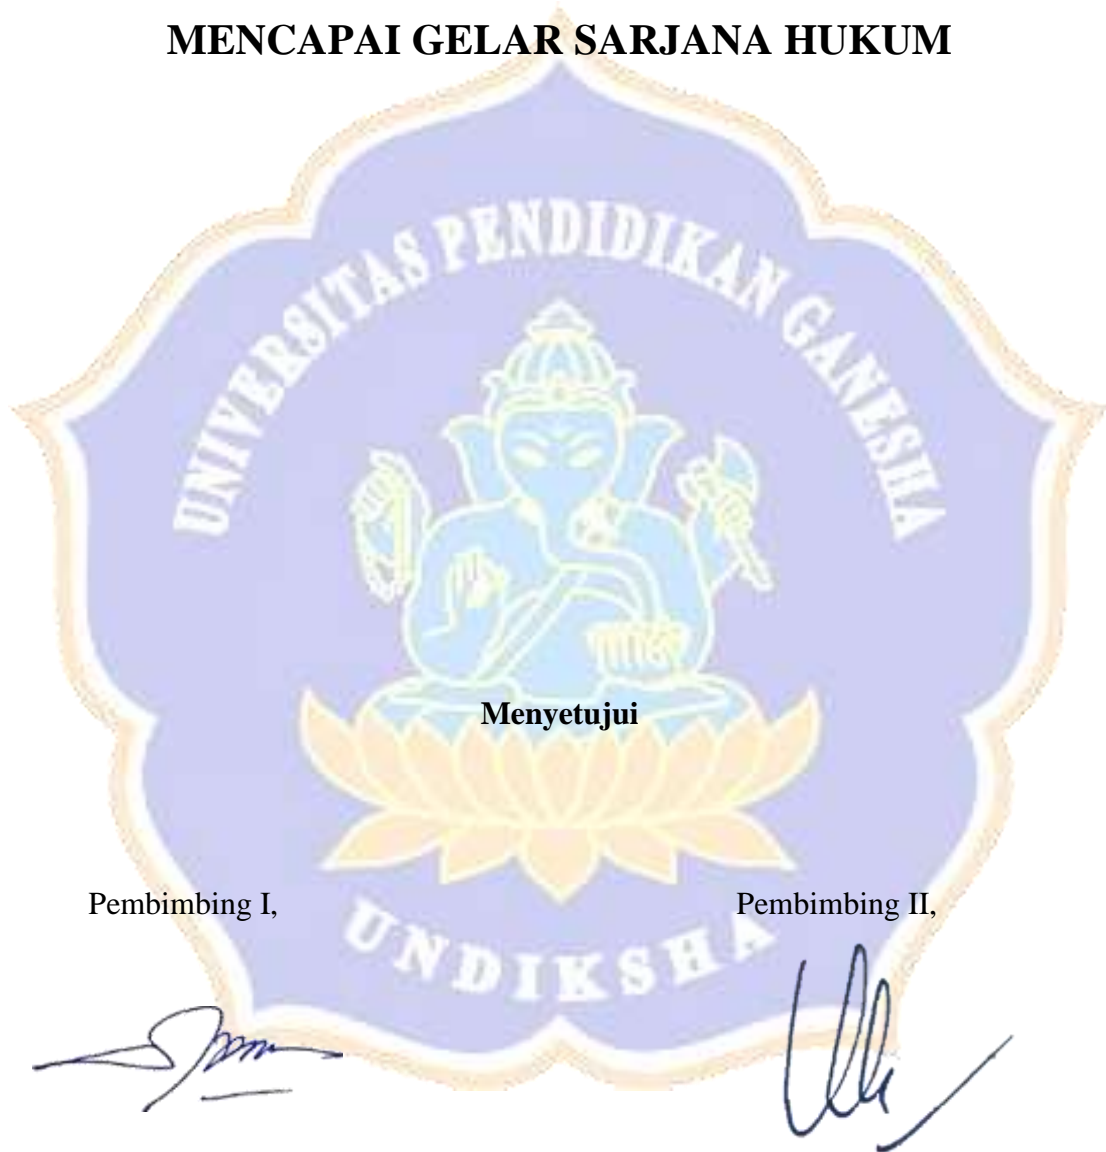 MENCAPAI GELAR SARJANA HUKUM
UNIVERSITAS PENDIDIKAN GANESHA
Menyetujui
Pembimbing I,
Pembimbing II,
UNDIKSHA